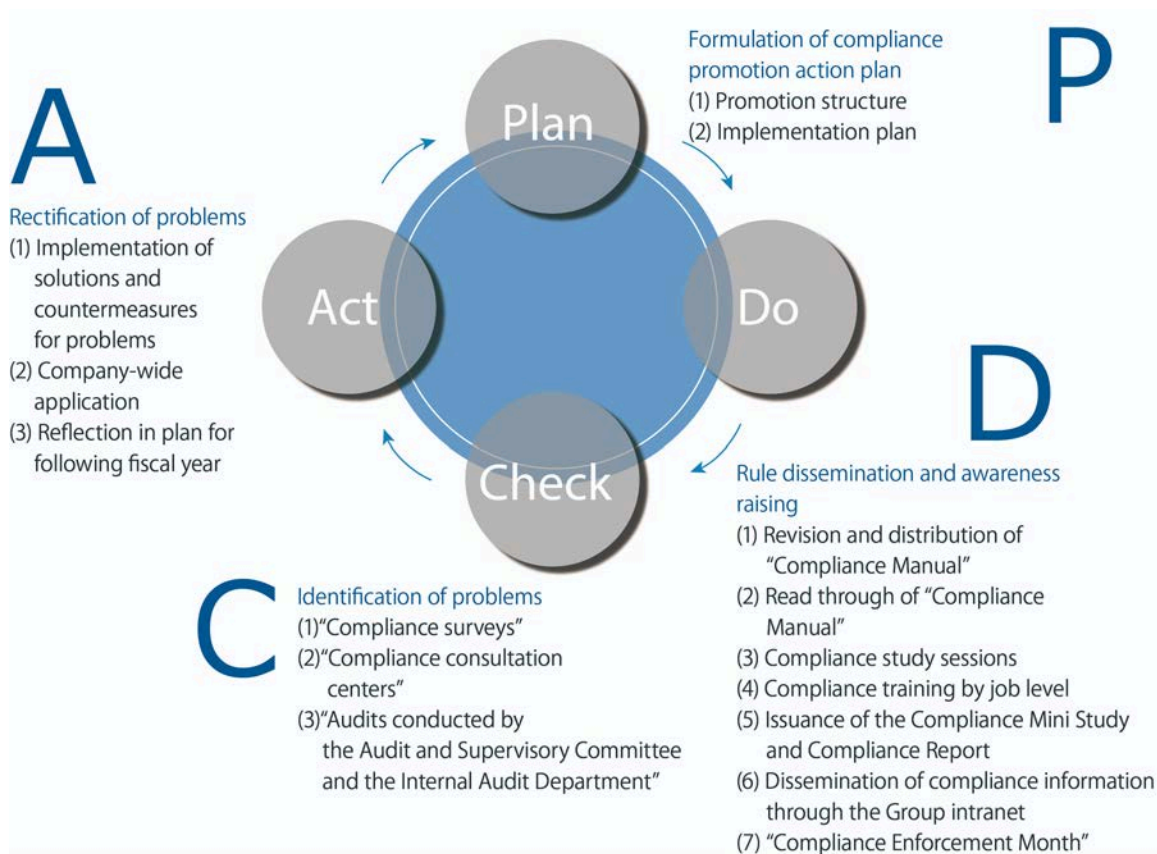 P
Formulation of compliance
promotion action plan
(1) Promotion structure
(2) Implementation plan
Plan
A
Rectification of problems
(1) Implementation of
solutions and
countermeasures
for problems
(2) Company-wide
application
(3) Reflection in plan for
following fiscal year
Act
Do
Check
D
Rule dissemination and awareness
raising
(1) Revision and distribution of
“Compliance Manual”
(2) Read through of “Compliance
Manual”
(3) Compliance study sessions
(4) Compliance training by job level
(5) Issuance of the Compliance Mini Study
and Compliance Report
(6) Dissemination of compliance information
through the Group intranet
(7) “Compliance Enforcement Month”
C
Identification of problems
(1)“Compliance surveys”
(2)“Compliance consultation
centers”
(3)“Audits conducted by
the Audit and Supervisory Committee
and the Internal Audit Department”